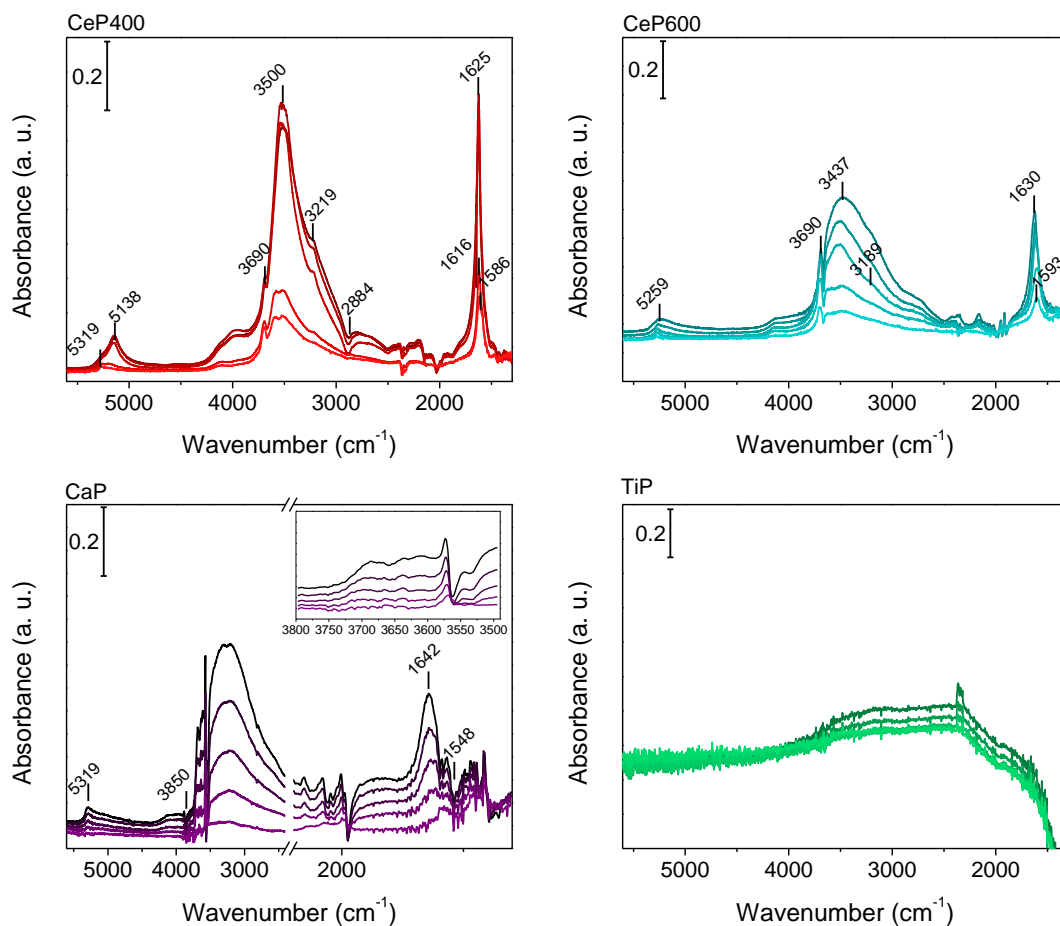 CeP400
0.2
3500
1625
3219
3690
1616
1586
2884
5138
5319
5000 4000 3000 2000
Absorbance (a. u.)
Wavenumber (cm⁻¹)
CeP600
0.2
3437
3690
3189
1630
1593
5259
5000 4000 3000 2000
Absorbance (a. u.)
Wavenumber (cm⁻¹)
CaP
0.2
3800 3750 3700 3650 3600 3550 3500
1642
1548
5319
3850
5000 4000 3000 2000
Absorbance (a. u.)
Wavenumber (cm⁻¹)
TiP
0.2
5000 4000 3000 2000
Absorbance (a. u.)
Wavenumber (cm⁻¹)